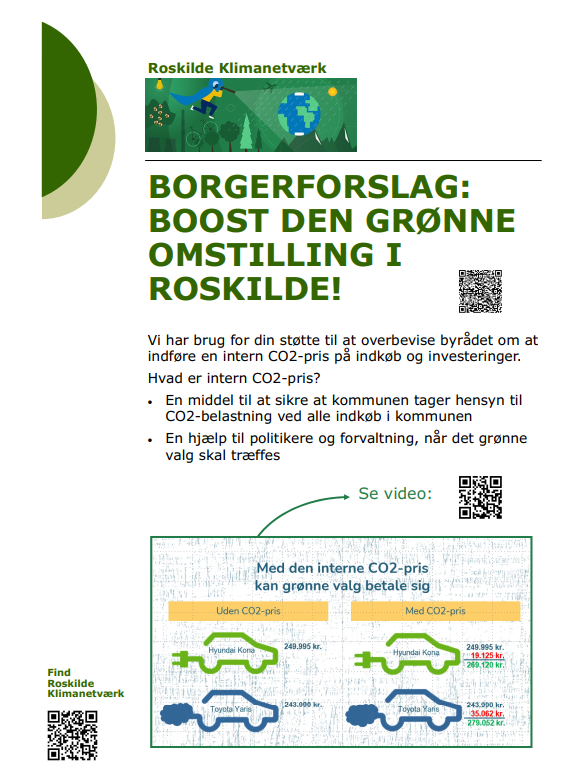 Roskilde Klimanetværk
BORGERFORSLAG:
BOOST DEN GRØNNE
OMSTILLING I
ROSKILDE!
Vi har brug for din støtte til at overbevise byrådet om at
indføre en intern CO2-pris på indkøb og investeringer.
Hvad er intern CO2-pris?
• En middel til at sikre at kommunen tager hensyn til
CO2-belastning ved alle indkøb i kommunen
• En hjælp til politikere og forvaltning, når det grønne
valg skal træffes
Se video:
Med den interne CO2-pris
kan grønne valg betale sig
Uden CO2-pris
Med CO2-pris
Hyundai Kona
249.995 kr.
Hyundai Kona
249.995 kr.
19.125 kr.
269.120 kr.
Toyota Yaris
243.990 kr.
Toyota Yaris
243.990 kr.
35.062 kr.
279.052 kr.
Find
Roskilde
Klimanetværk